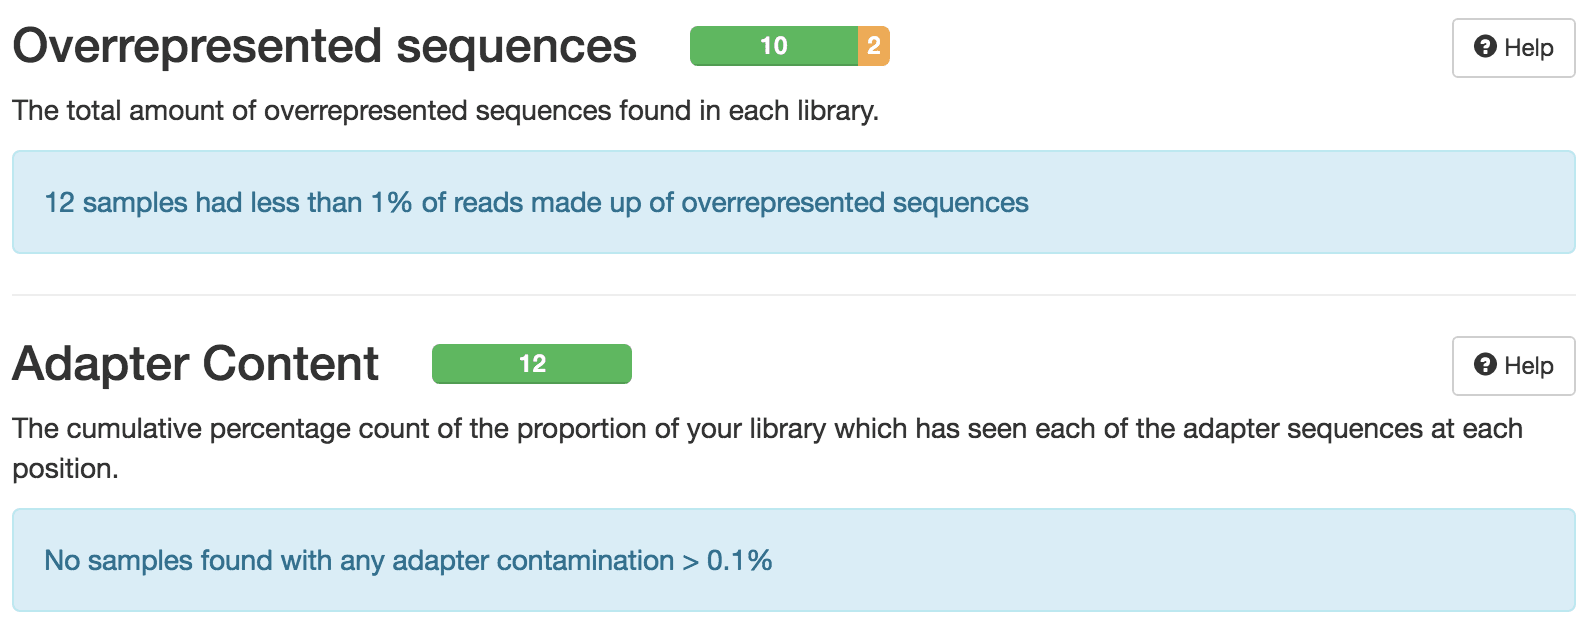 Overrepresented sequences 10 2 Help
The total amount of overrepresented sequences found in each library.
12 samples had less than 1% of reads made up of overrepresented sequences
Adapter Content 12 Help
The cumulative percentage count of the proportion of your library which has seen each of the adapter sequences at each
position.
No samples found with any adapter contamination > 0.1%